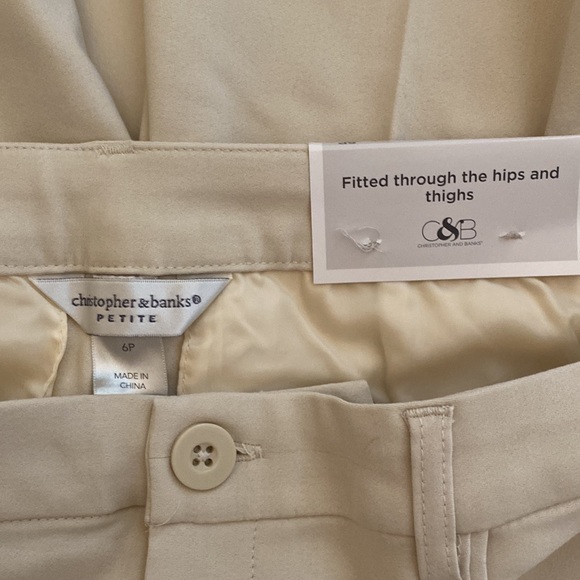 Fitted through the hips and
thighs
C&B
CHRISTOPHER AND BANKS®
christopher & banks®
PETITE
6P
MADE IN
CHINA